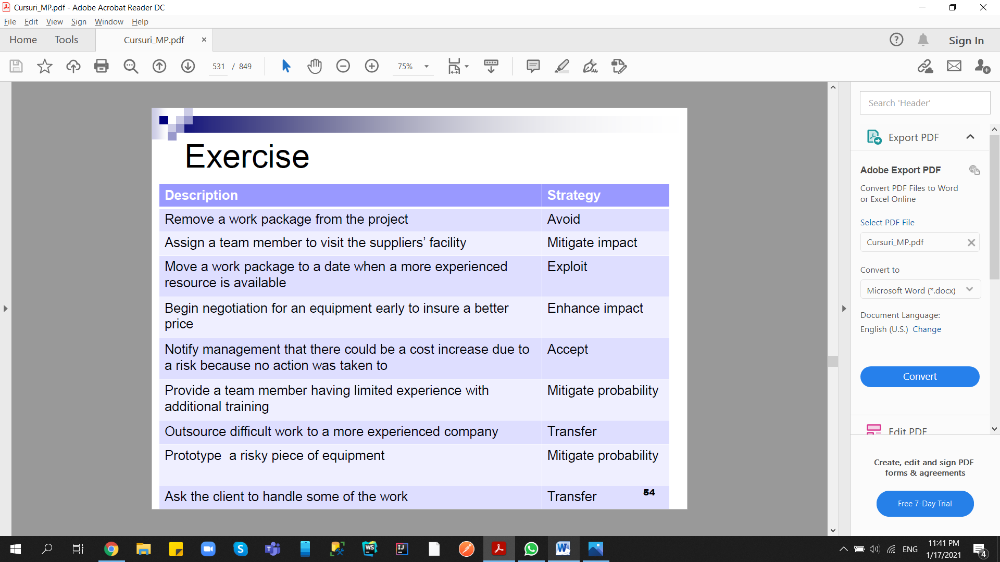 Cursuri_MP.pdf - Adobe Acrobat Reader DC
File Edit View Sign Window Help
Home Tools Cursuri_MP.pdf × Sign In
531 / 849 75%
Search 'Header'
Export PDF
Adobe Export PDF
Convert PDF Files to Word
or Excel Online
Select PDF File
Cursuri_MP.pdf
Convert to
Microsoft Word (*.docx)
Document Language:
English (U.S.) Change
Convert
Edit PDF
Create, edit and sign PDF
forms & agreements
Free 7-Day Trial
Exercise
Description Strategy
Remove a work package from the project Avoid
Assign a team member to visit the suppliers’ facility Mitigate impact
Move a work package to a date when a more experienced Exploit
resource is available
Begin negotiation for an equipment early to insure a better Enhance impact
price
Notify management that there could be a cost increase due to Accept
a risk because no action was taken to
Provide a team member having limited experience with Mitigate probability
additional training
Outsource difficult work to a more experienced company Transfer
Prototype  a risky piece of equipment Mitigate probability
Ask the client to handle some of the work Transfer 54
ENG 11:41 PM
1/17/2021
4